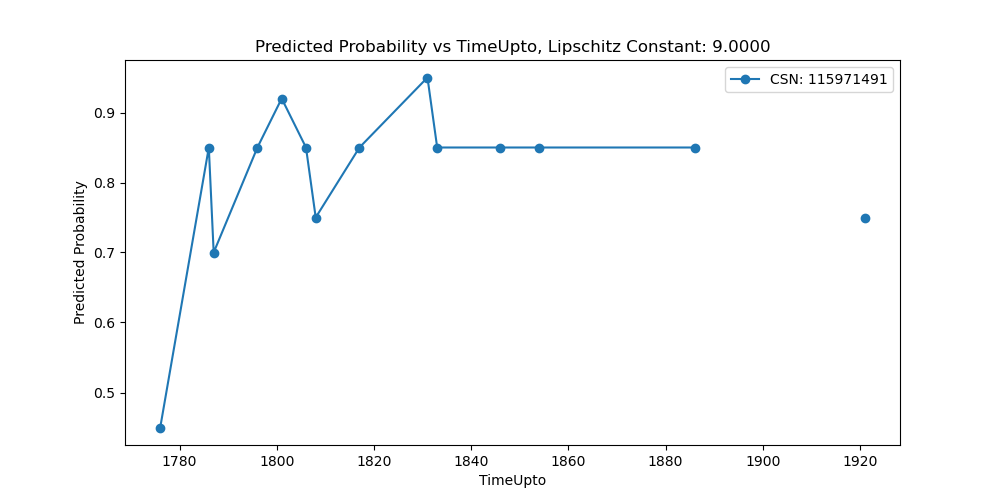 Predicted Probability vs TimeUpto, Lipschitz Constant: 9.0000
CSN: 115971491
Predicted Probability
0.9
0.8
0.7
0.6
0.5
1780 1800 1820 1840 1860 1880 1900 1920
TimeUpto